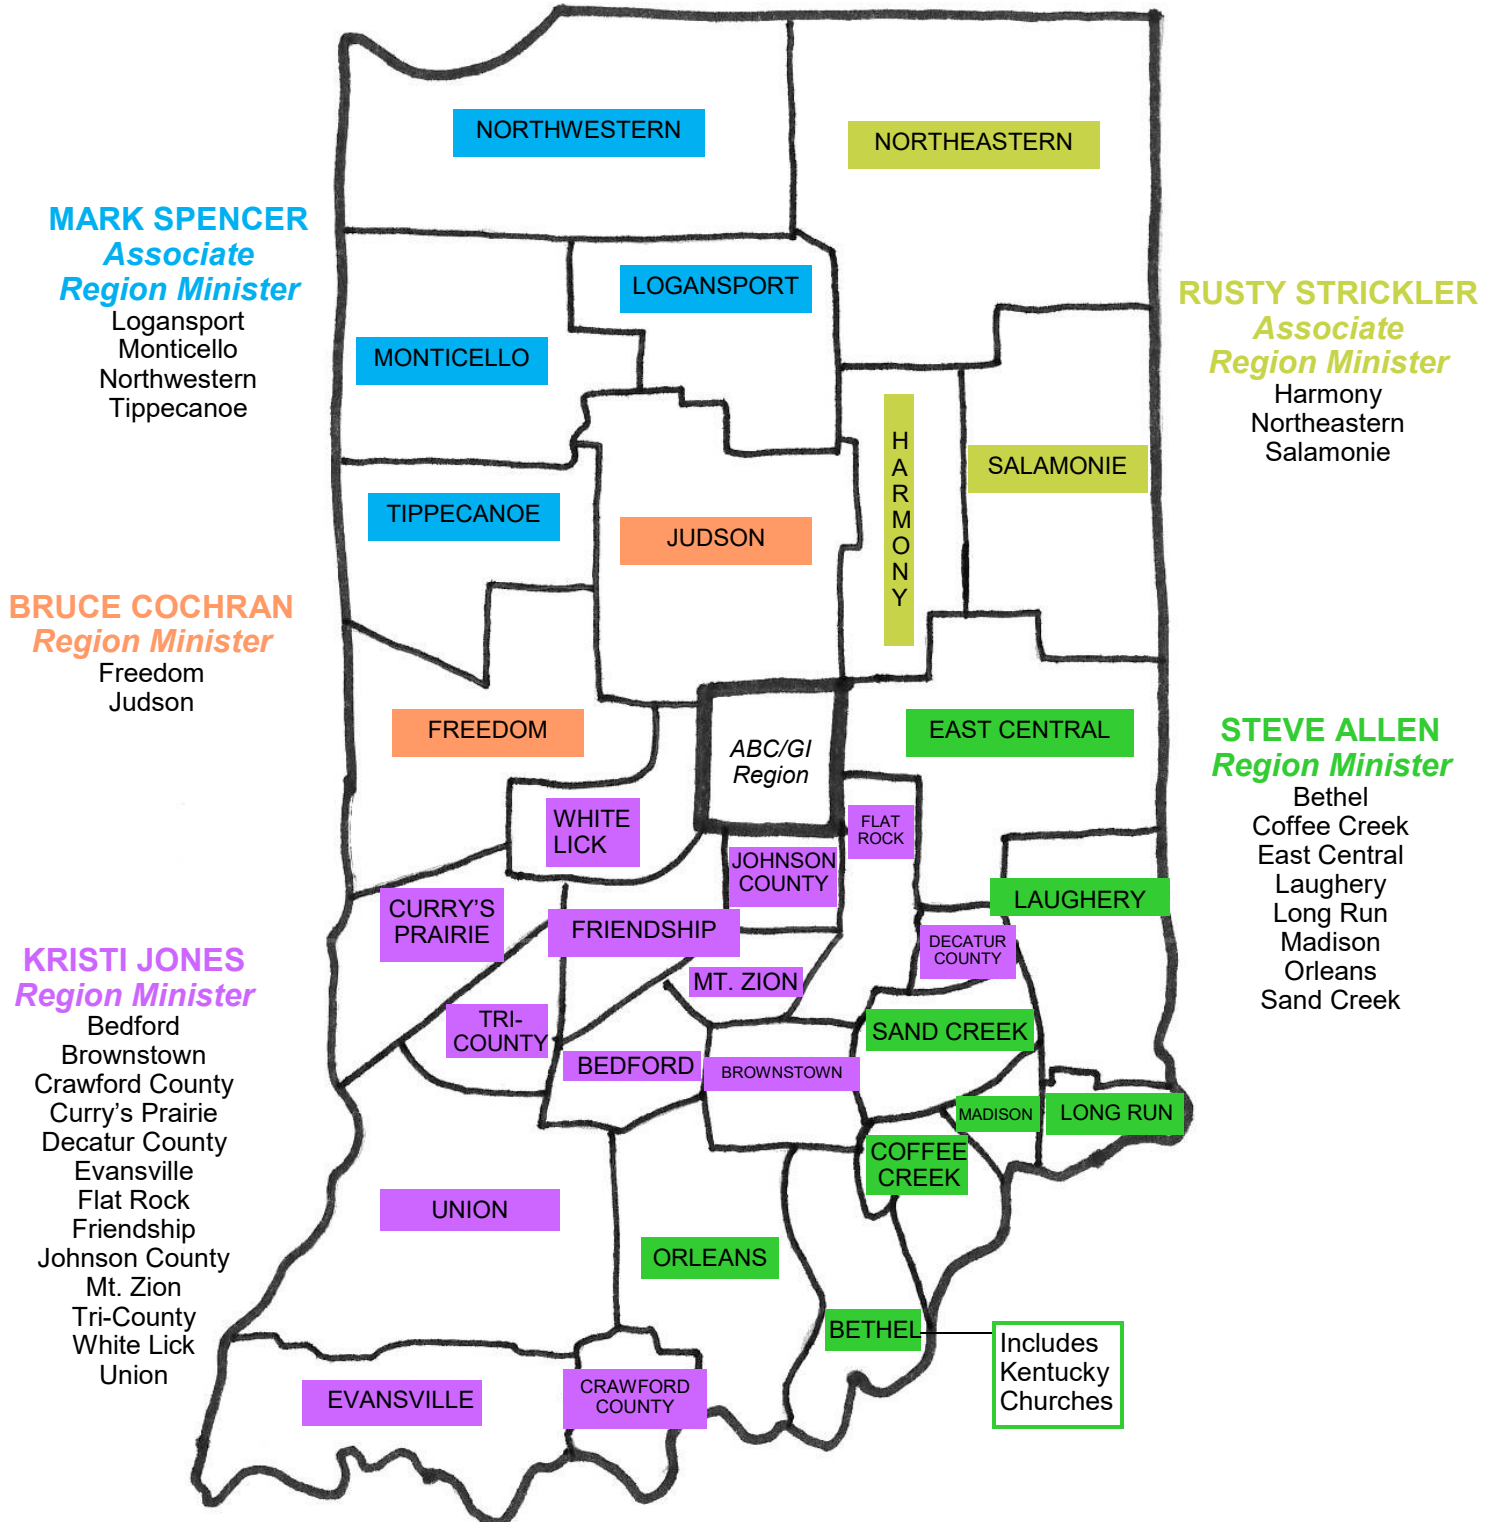 NORTHWESTERN
NORTHEASTERN
MARK SPENCER
Associate
Region Minister
Logansport
Monticello
Northwestern
Tippecanoe
LOGANSPORT
MONTICELLO
TIPPECANOE
RUSTY STRICKLER
Associate
Region Minister
Harmony
Northeastern
Salamonie
HARMONY
SALAMONIE
JUDSON
BRUCE COCHRAN
Region Minister
Freedom
Judson
FREEDOM
ABC/GI
Region
EAST CENTRAL
STEVE ALLEN
Region Minister
Bethel
Coffee Creek
East Central
Laughery
Long Run
Madison
Orleans
Sand Creek
WHITE
LICK
FLAT
ROCK
JOHNSON
COUNTY
LAUGHERY
CURRY'S
PRAIRIE
FRIENDSHIP
DECATUR
COUNTY
MT. ZION
KRISTI JONES
Region Minister
Bedford
Brownstown
Crawford County
Curry's Prairie
Decatur County
Evansville
Flat Rock
Friendship
Johnson County
Mt. Zion
Tri-County
White Lick
Union
TRI-
COUNTY
SAND CREEK
BEDFORD
BROWNSTOWN
MADISON
LONG RUN
COFFEE
CREEK
UNION
ORLEANS
BETHEL
Includes
Kentucky
Churches
EVANSVILLE
CRAWFORD
COUNTY